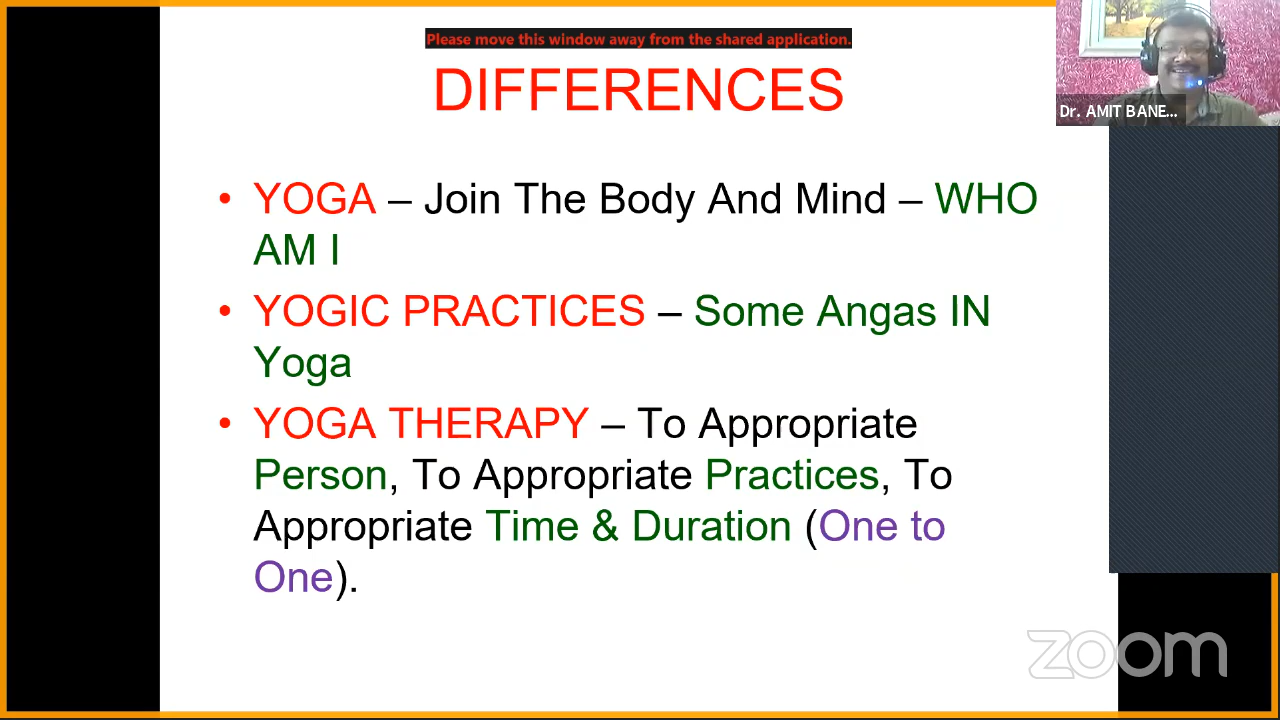 Please move this window away from the shared application.
DIFFERENCES
Dr. AMIT BANE...
• YOGA – Join The Body And Mind – WHO
AM I
• YOGIC PRACTICES – Some Angas IN
Yoga
• YOGA THERAPY – To Appropriate
Person, To Appropriate Practices, To
Appropriate Time & Duration (One to
One).
zoom